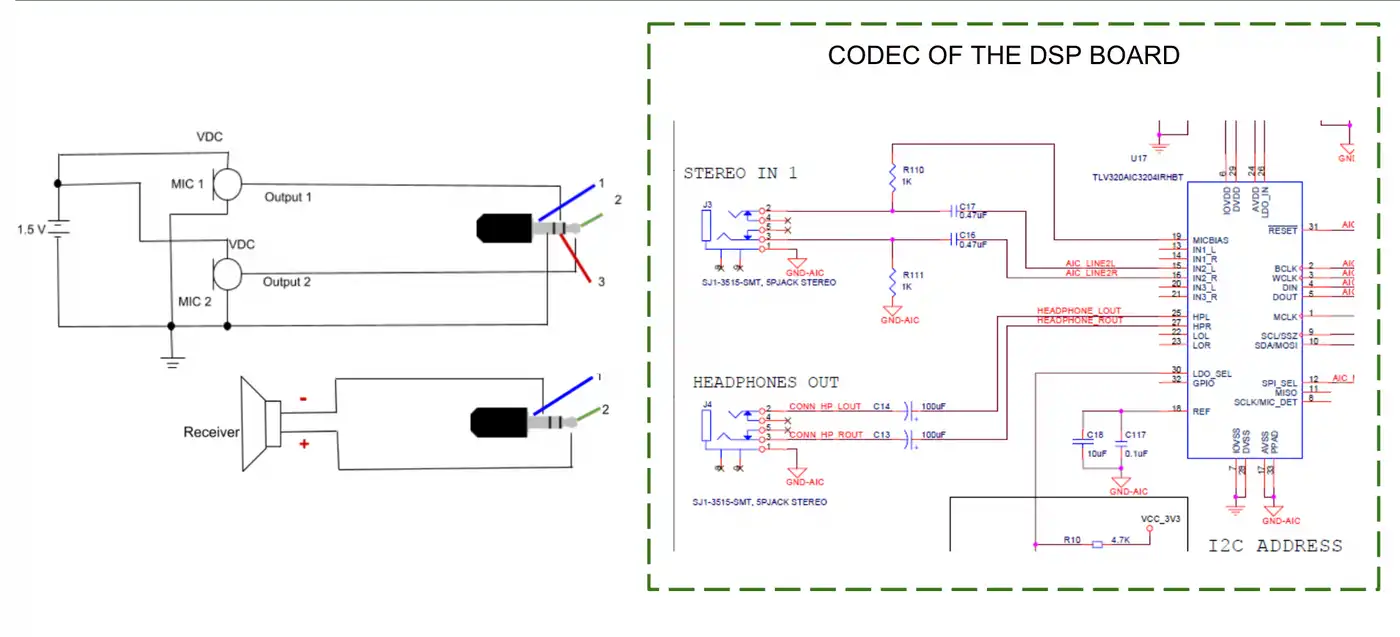 CODEC OF THE DSP BOARD
VDC
MIC 1
Output 1
1
2
3
1.5 V
VDC
Output 2
MIC 2
Receiver
-
+
1
2
STEREO IN 1
J3
2
4
5
3
1
SJ1-3515-SMT, 5PJACK STEREO
GND-AIC
R110
1K
C17
0.47uF
C16
0.47uF
R111
1K
GND-AIC
AIC_LINE2L
AIC_LINE2R
HEADPHONE_LOUT
HEADPHONE_ROUT
HEADPHONES OUT
J4
2
4
5
3
1
CONN_HP_LOUT
C14
100uF
CONN_HP_ROUT
C13
100uF
GND-AIC
SJ1-3515-SMT, 5PJACK STEREO
U17
TLV320AIC3204IRHBT
6
29
24
26
IOVDD
DVDD
AVDD
LDO_IN
19 MICBIAS
13 IN1_L
14 IN1_R
15 IN2_L
16 IN2_R
20 IN3_L
21 IN3_R
25 HPL
27 HPR
22 LOL
23 LOR
30 LDO_SEL
32 GPIO
18 REF
RESET 31 AIC
BCLK 2 AIC
WCLK 3 AIC
DIN 4 AIC
DOUT 5 AIC
MCLK 1
SCL/SSZ 9
SDA/MOSI 10
SPI_SEL 12 AIC_
MISO 11
SCLK/MIC_DET 8
IOVSS
DVSS
AVSS
PPAD
7
28
17
33
C18
10uF
C117
0.1uF
GND-AIC
GND-AIC
GN
VCC_3V3
R10
4.7K
I2C ADDRESS